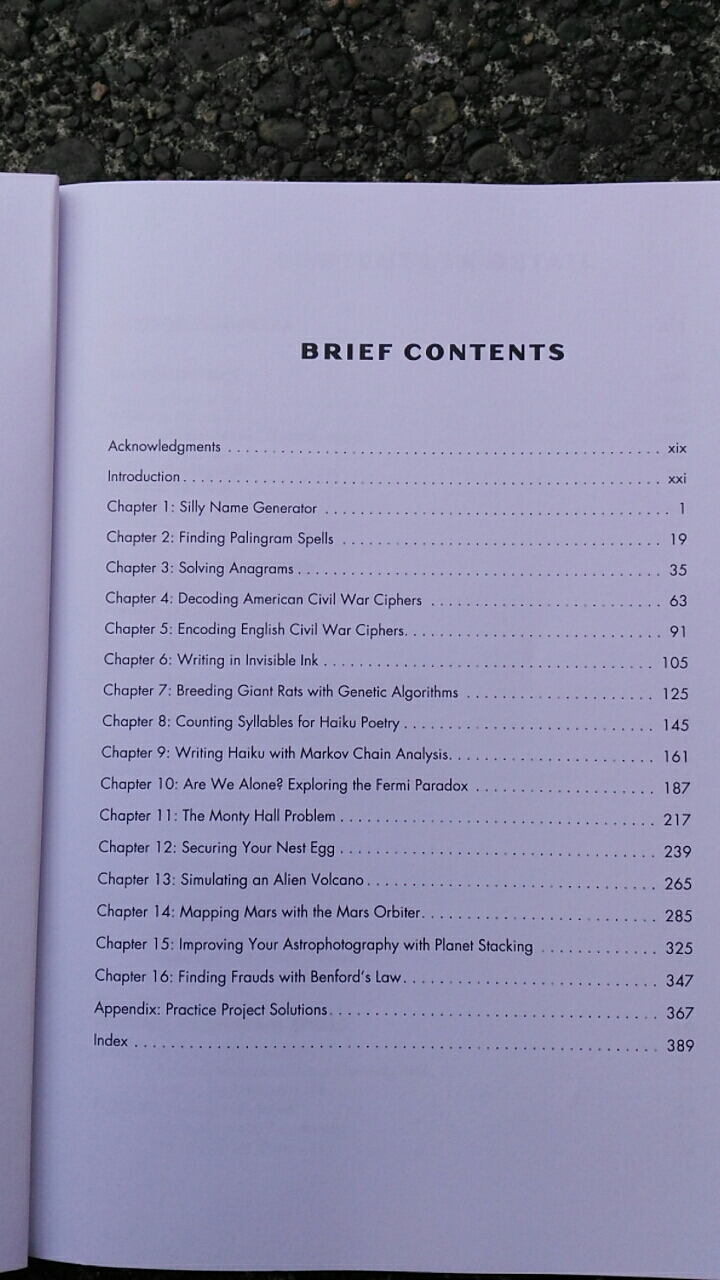 BRIEF CONTENTS
Acknowledgments . . . . . . . . . . . . . . . . . . . . . . . . . . . . . . . . . . . . . . . . . . . . . . . . xix
Introduction . . . . . . . . . . . . . . . . . . . . . . . . . . . . . . . . . . . . . . . . . . . . . . . . . . . . . xxi
Chapter 1: Silly Name Generator . . . . . . . . . . . . . . . . . . . . . . . . . . . . . . . . . . . . . . 1
Chapter 2: Finding Palingram Spells . . . . . . . . . . . . . . . . . . . . . . . . . . . . . . . . . . . 19
Chapter 3: Solving Anagrams . . . . . . . . . . . . . . . . . . . . . . . . . . . . . . . . . . . . . . . . 35
Chapter 4: Decoding American Civil War Ciphers . . . . . . . . . . . . . . . . . . . . . . . . . . 63
Chapter 5: Encoding English Civil War Ciphers. . . . . . . . . . . . . . . . . . . . . . . . . . . . 91
Chapter 6: Writing in Invisible Ink . . . . . . . . . . . . . . . . . . . . . . . . . . . . . . . . . . . . . 105
Chapter 7: Breeding Giant Rats with Genetic Algorithms . . . . . . . . . . . . . . . . . . . . . 125
Chapter 8: Counting Syllables for Haiku Poetry . . . . . . . . . . . . . . . . . . . . . . . . . . . . 145
Chapter 9: Writing Haiku with Markov Chain Analysis. . . . . . . . . . . . . . . . . . . . . . . 161
Chapter 10: Are We Alone? Exploring the Fermi Paradox . . . . . . . . . . . . . . . . . . . . 187
Chapter 11: The Monty Hall Problem . . . . . . . . . . . . . . . . . . . . . . . . . . . . . . . . . . . 217
Chapter 12: Securing Your Nest Egg . . . . . . . . . . . . . . . . . . . . . . . . . . . . . . . . . . . 239
Chapter 13: Simulating an Alien Volcano . . . . . . . . . . . . . . . . . . . . . . . . . . . . . . . . 265
Chapter 14: Mapping Mars with the Mars Orbiter. . . . . . . . . . . . . . . . . . . . . . . . . . 285
Chapter 15: Improving Your Astrophotography with Planet Stacking . . . . . . . . . . . . . 325
Chapter 16: Finding Frauds with Benford's Law. . . . . . . . . . . . . . . . . . . . . . . . . . . . 347
Appendix: Practice Project Solutions. . . . . . . . . . . . . . . . . . . . . . . . . . . . . . . . . . . . 367
Index . . . . . . . . . . . . . . . . . . . . . . . . . . . . . . . . . . . . . . . . . . . . . . . . . . . . . . . . . . 389